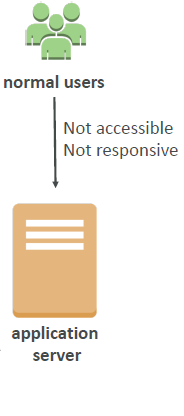 normal users
Not accessible
Not responsive
application
server